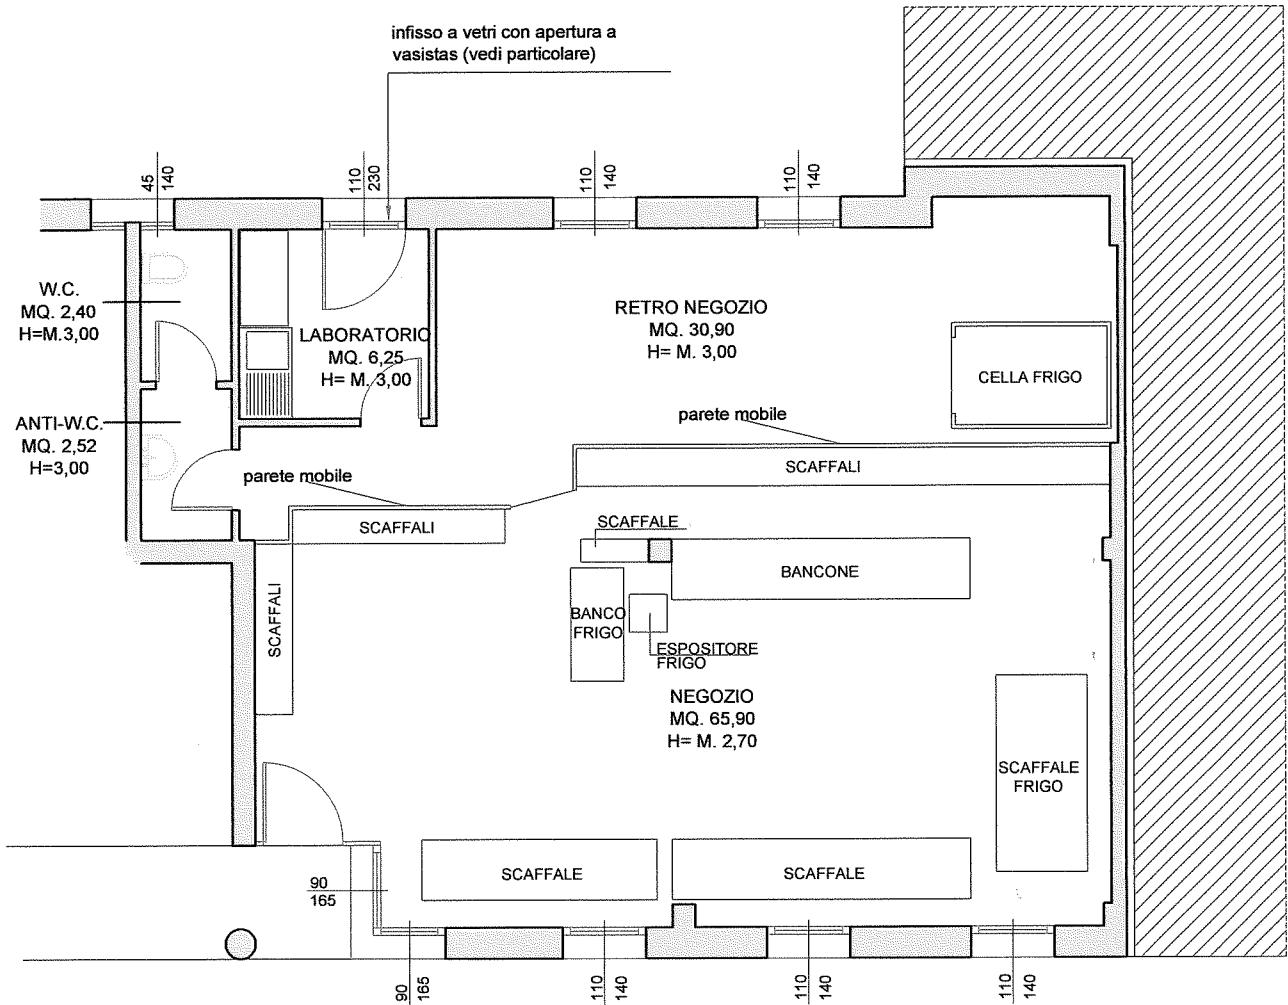 infisso a vetri con apertura a
vasistas (vedi particolare)
45
140
110
230
110
140
110
140
W.C.
MQ. 2,40
H=M.3,00
LABORATORIO
MQ. 6,25
H= M. 3,00
RETRO NEGOZIO
MQ. 30,90
H= M. 3,00
CELLA FRIGO
ANTI-W.C.
MQ. 2,52
H=3,00
parete mobile
parete mobile
SCAFFALI
SCAFFALI
SCAFFALE
BANCONE
SCAFFALI
BANCO
FRIGO
ESPOSITORE
FRIGO
NEGOZIO
MQ. 65,90
H= M. 2,70
SCAFFALE
FRIGO
SCAFFALE
SCAFFALE
90
165
90
165
110
140
110
140
110
140